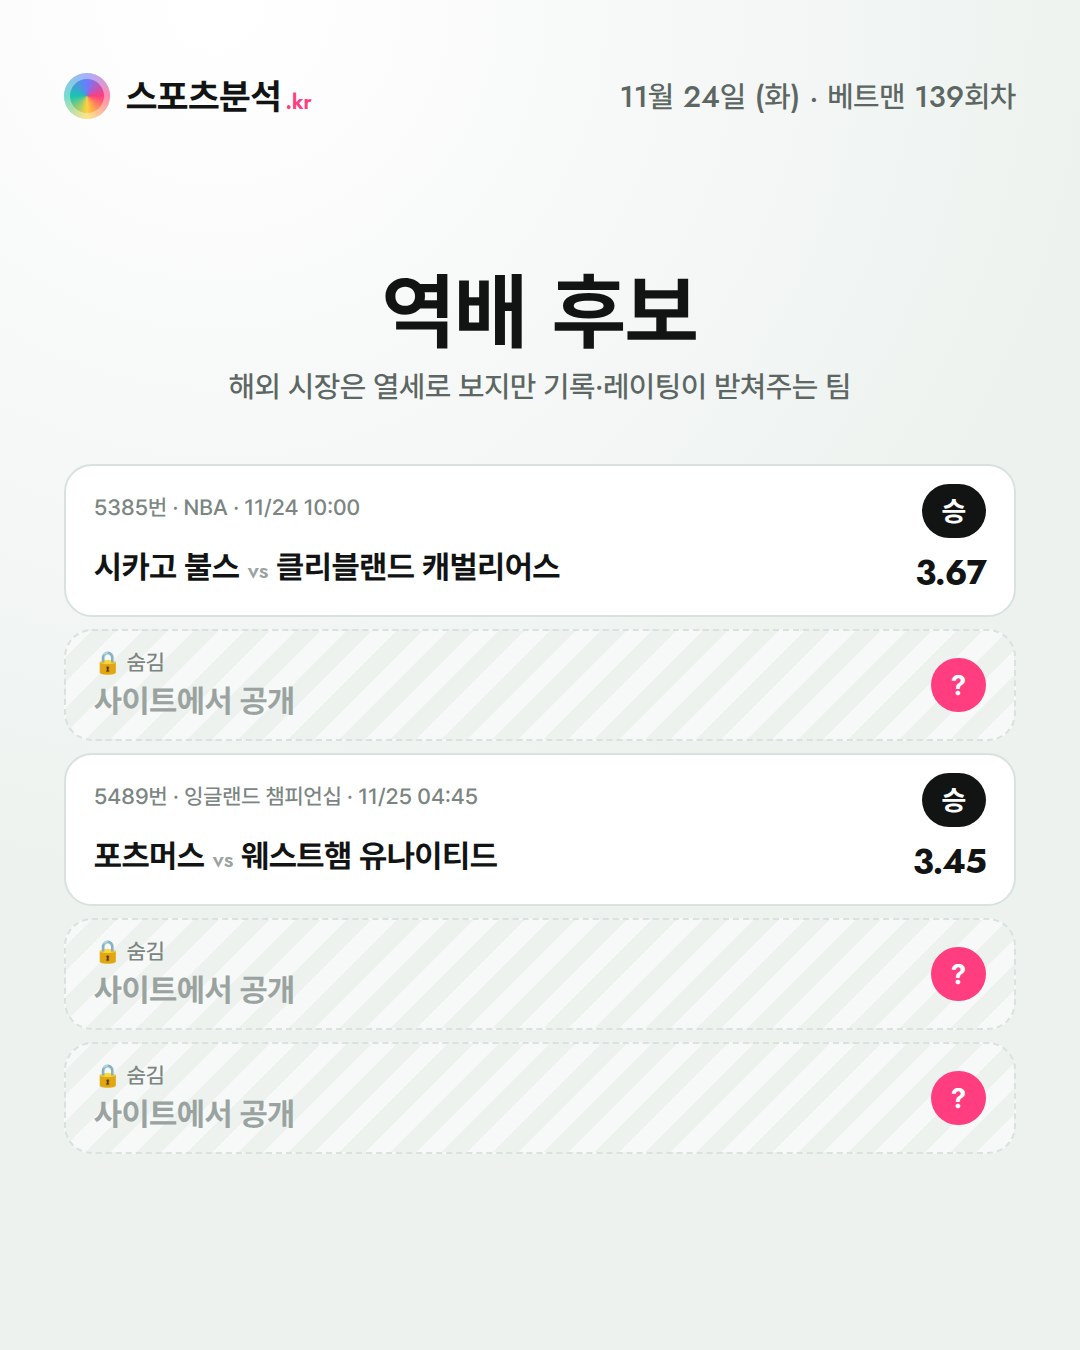 스포츠분석.kr
11월 24일 (화) · 베트맨 139회차
역배 후보
해외 시장은 열세로 보지만 기록·레이팅이 받쳐주는 팀
5385번 · NBA · 11/24 10:00
승
시카고 불스 vs 클리블랜드 캐벌리어스
3.67
🔒 숨김
사이트에서 공개
?
5489번 · 잉글랜드 챔피언십 · 11/25 04:45
승
포츠머스 vs 웨스트햄 유나이티드
3.45
🔒 숨김
사이트에서 공개
?
🔒 숨김
사이트에서 공개
?